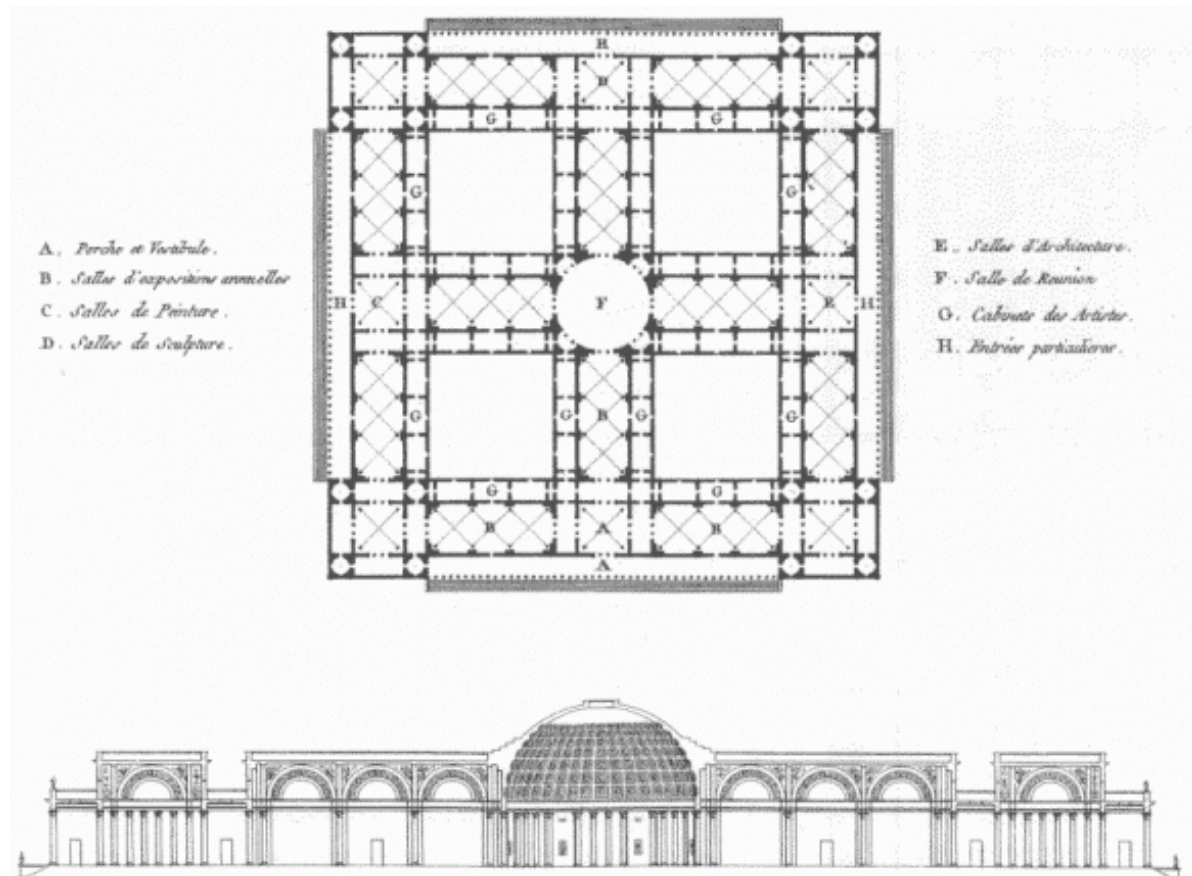 H
B
G
G
G
G
A. Porche et Vestibule.
B. Salles d'expositions annuelles
C. Salles de Peinture.
D. Salles de Sculpture.
H
C
F
E
H
E. Salles d'Architecture.
F. Salle de Reunion
G. Cabinets des Artistes.
H. Entrées particulieres.
G
G
B
G
G
G
G
B
A
B
A